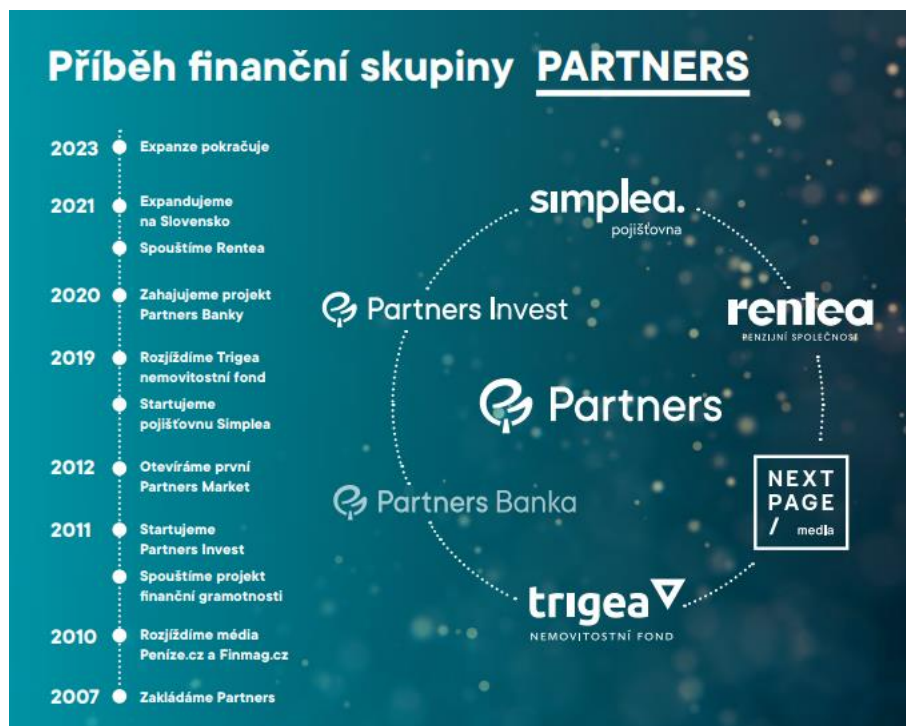 Příběh finanční skupiny PARTNERS
2023 Expanze pokračuje
2021 Expandujeme
na Slovensko
Spouštíme Rentea
2020 Zahajujeme projekt
Partners Banky
2019 Rozjíždíme Trigea
nemovitostní fond
Startujeme
pojišťovnu Simplea
2012 Otevíráme první
Partners Market
2011 Startujeme
Partners Invest
Spouštíme projekt
finanční gramotnosti
2010 Rozjíždíme média
Peníze.cz a Finmag.cz
2007 Zakládáme Partners
simplea.
pojišťovna
Partners Invest
rentea
PENZIJNÍ SPOLEČNOST
Partners
Partners Banka
NEXT
PAGE
/ media
trigea
NEMOVITOSTNÍ FOND